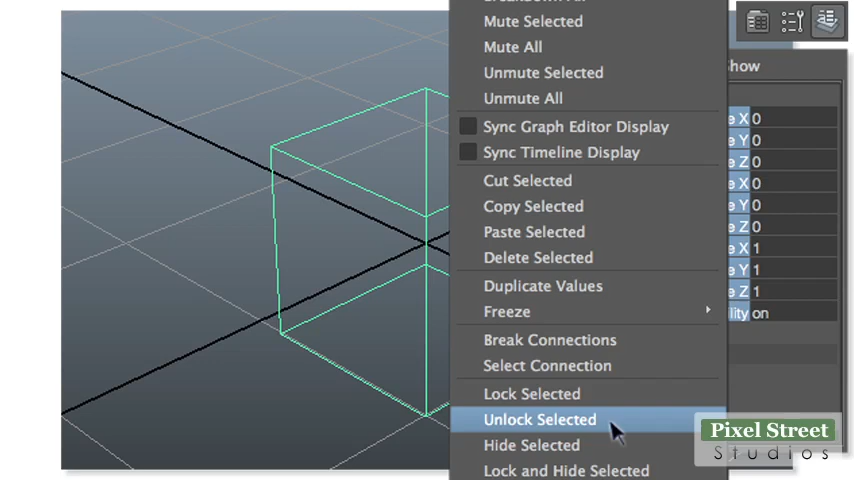 Mute Selected
Mute All
Unmute Selected
Unmute All
Sync Graph Editor Display
Sync Timeline Display
Cut Selected
Copy Selected
Paste Selected
Delete Selected
Duplicate Values
Freeze
Break Connections
Select Connection
Lock Selected
Unlock Selected
Hide Selected
Lock and Hide Selected
Show
e X 0
e Y 0
e Z 0
e X 0
e Y 0
e Z 0
e X 1
e Y 1
e Z 1
ility on
Pixel Street
Studios